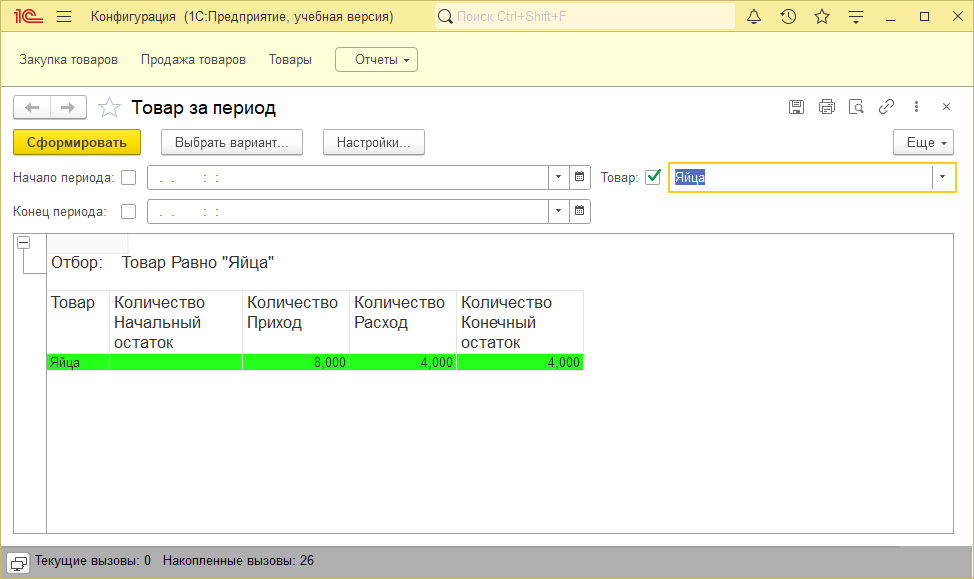 1С Конфигурация (1С:Предприятие, учебная версия) Поиск Ctrl+Shift+F
Закупка товаров Продажа товаров Товары Отчеты
Товар за период
Сформировать Выбрать вариант... Настройки... Еще
Начало периода: . . : : Товар: Яйца
Конец периода: . . : :
Отбор: Товар Равно "Яйца"
Товар Количество Количество Количество Количество
Начальный Приход Расход Конечный
остаток остаток
Яйца 8,000 4,000 4,000
Текущие вызовы: 0 Накопленные вызовы: 26